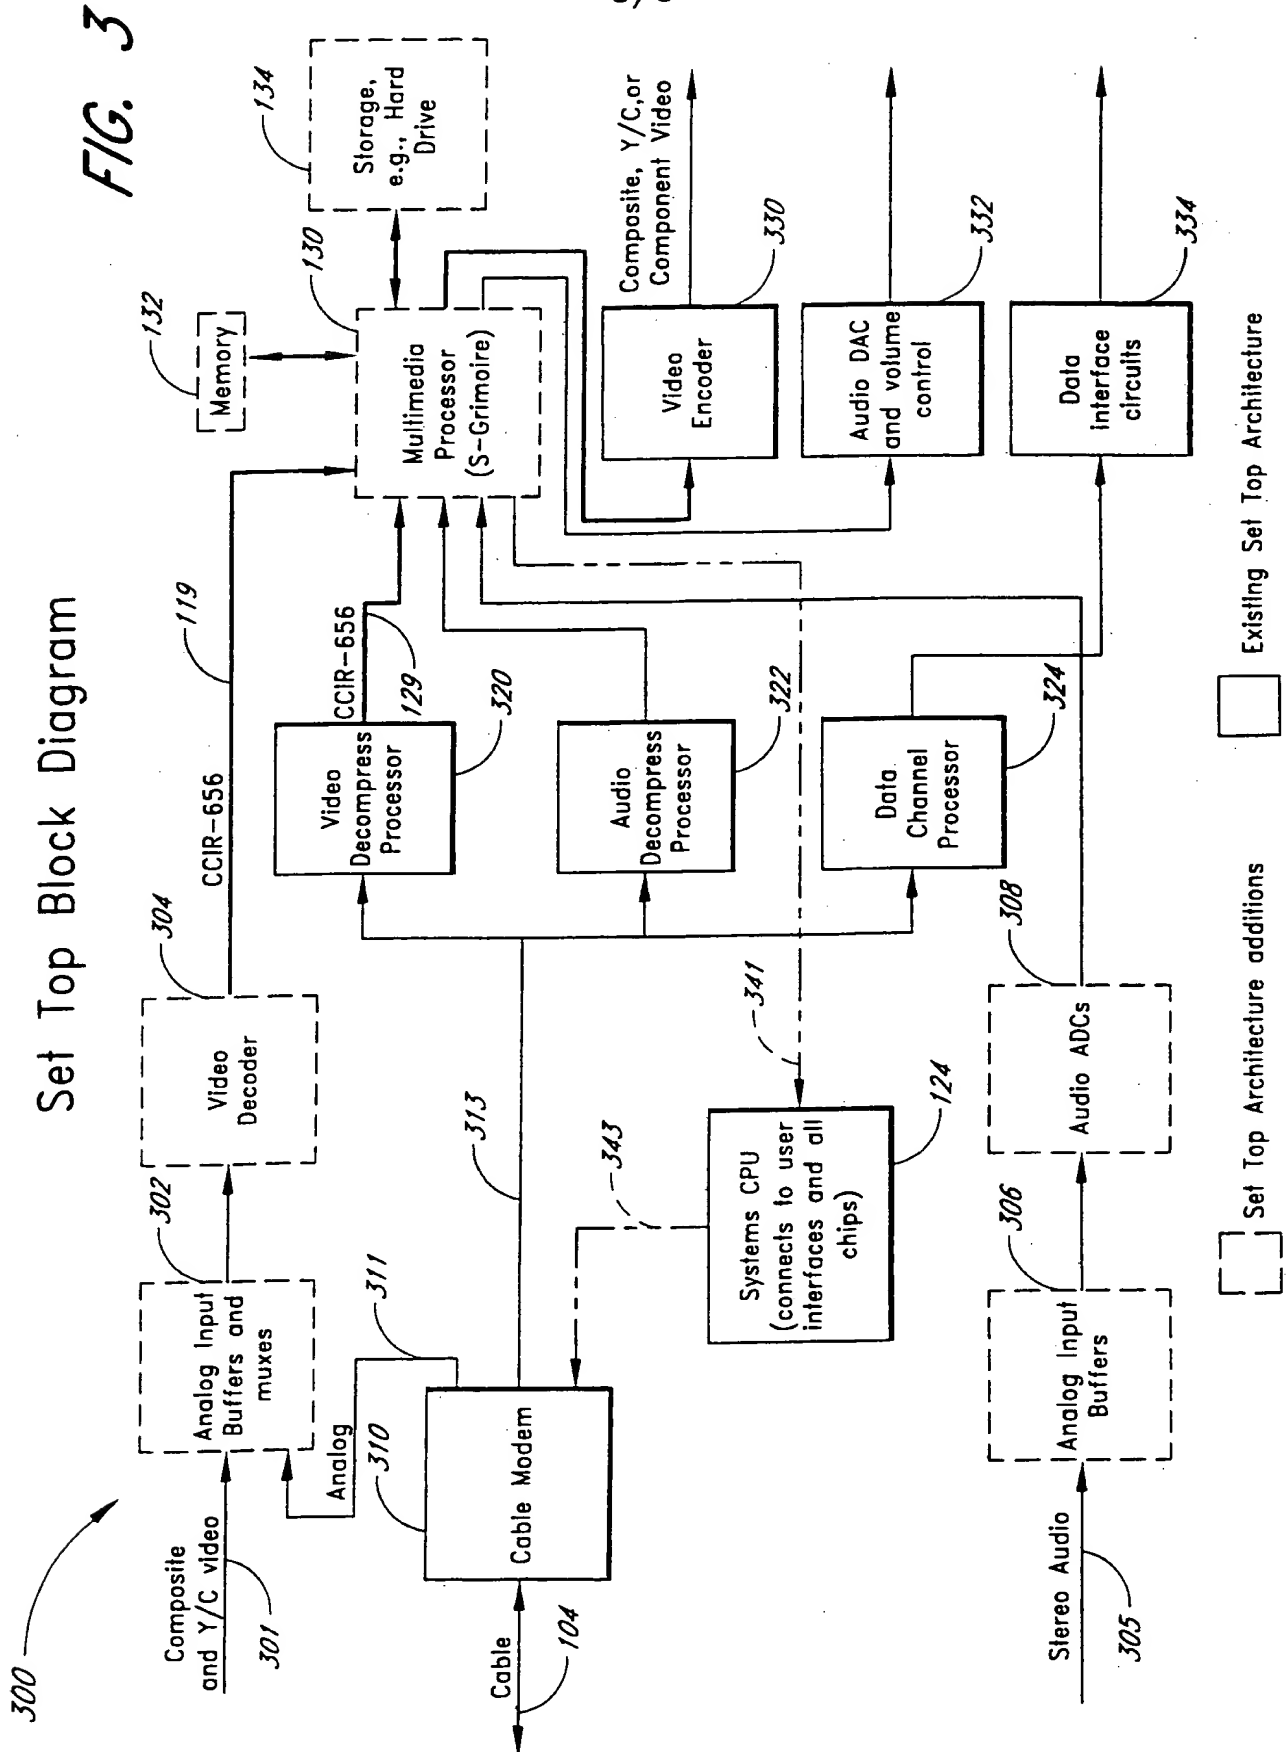 Set Top Block Diagram
FIG. 3
300
Composite
and Y/C video
301
Analog Input
Buffers and
muxes
302
Video
Decoder
304
CCIR-656
119
Memory
132
Multimedia
Processor
(S-Grimoire)
130
Storage,
e.g., Hard
Drive
134
Analog
311
Cable
104
Cable Modem
310
313
Video
Decompress
Processor
320
CCIR-656
129
Audio
Decompress
Processor
322
Data
Channel
Processor
324
Video
Encoder
330
Composite, Y/C,or
Component Video
Audio DAC
and volume
control
332
Data
interface
circuits
334
Systems CPU
(connects to user
interfaces and all
chips)
124
343
341
Stereo Audio
305
Analog Input
Buffers
306
Audio ADCs
308
Set Top Architecture additions
Existing Set Top Architecture